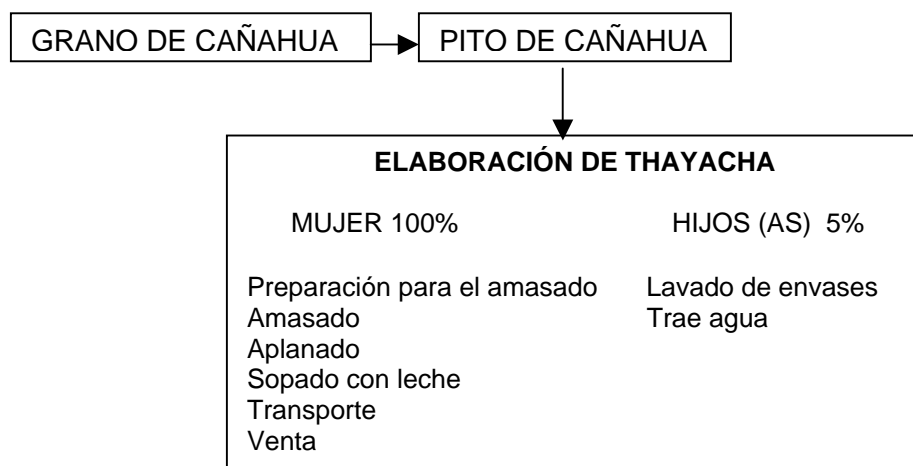 GRANO DE CAÑAHUA PITO DE CAÑAHUA
ELABORACIÓN DE THAYACHA
MUJER 100% HIJOS (AS) 5%
Preparación para el amasado Lavado de envases
Amasado Trae agua
Aplanado
Sopado con leche
Transporte
Venta